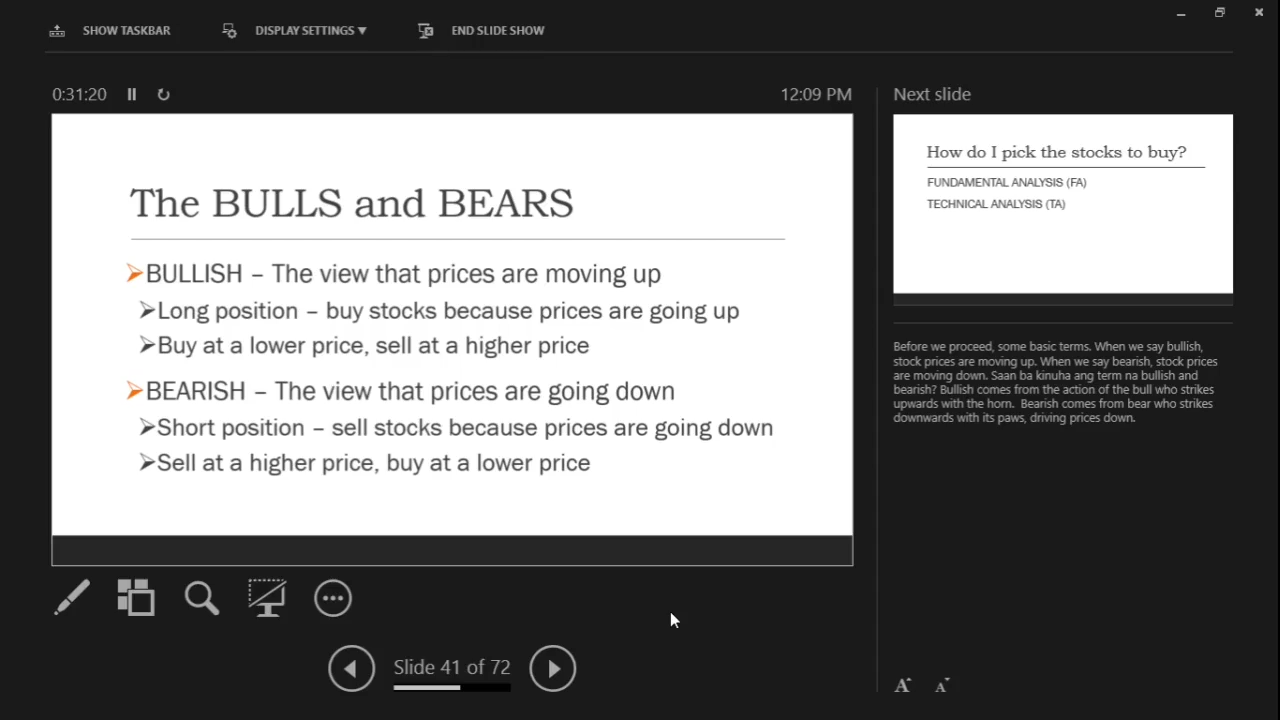 SHOW TASKBAR
DISPLAY SETTINGS ▼
END SLIDE SHOW
0:31:20
12:09 PM
The BULLS and BEARS
➢BULLISH – The view that prices are moving up
➢Long position – buy stocks because prices are going up
➢Buy at a lower price, sell at a higher price
➢BEARISH – The view that prices are going down
➢Short position – sell stocks because prices are going down
➢Sell at a higher price, buy at a lower price
Slide 41 of 72
Next slide
How do I pick the stocks to buy?
FUNDAMENTAL ANALYSIS (FA)
TECHNICAL ANALYSIS (TA)
Before we proceed, some basic terms. When we say bullish,
stock prices are moving up. When we say bearish, stock prices
are moving down. Saan ba kinuha ang term na bullish and
bearish? Bullish comes from the action of the bull who strikes
upwards with the horn.  Bearish comes from bear who strikes
downwards with its paws, driving prices down.
A A